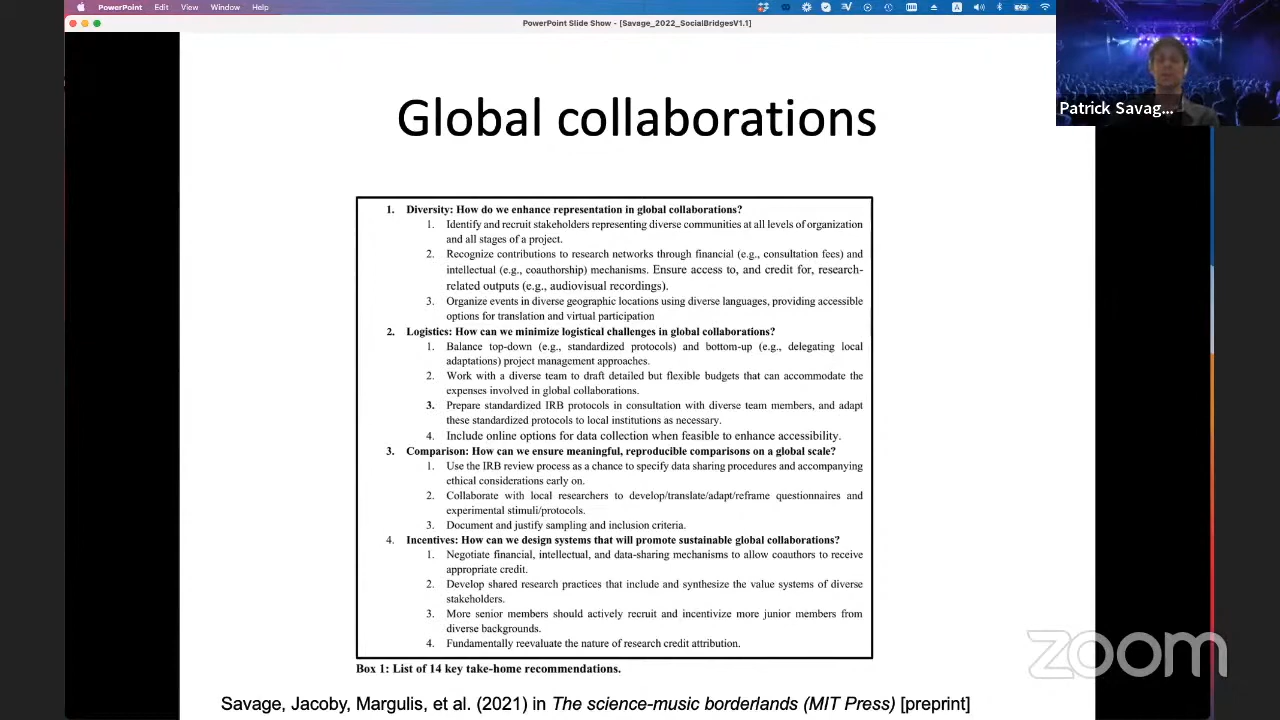 PowerPoint Edit View Slide Show Window Help
PowerPoint Slide Show - [Savage_2022_SocialBridgesV1.1]
Patrick Savag...
Global collaborations
1. Diversity: How do we enhance representation in global collaborations?
1. Identify and recruit stakeholders representing diverse communities at all levels of organization
and all stages of a project.
2. Recognize contributions to research networks through financial (e.g., consultation fees) and
intellectual (e.g., coauthorship) mechanisms. Ensure access to, and credit for, research-
related outputs (e.g., audiovisual recordings).
3. Organize events in diverse geographic locations using diverse languages, providing accessible
options for translation and virtual participation
2. Logistics: How can we minimize logistical challenges in global collaborations?
1. Balance top-down (e.g., standardized protocols) and bottom-up (e.g., delegating local
adaptations) project management approaches.
2. Work with a diverse team to draft detailed but flexible budgets that can accommodate the
expenses involved in global collaborations.
3. Prepare standardized IRB protocols in consultation with diverse team members, and adapt
these standardized protocols to local institutions as necessary.
4. Include online options for data collection when feasible to enhance accessibility.
3. Comparison: How can we ensure meaningful, reproducible comparisons on a global scale?
1. Use the IRB review process as a chance to specify data sharing procedures and accompanying
ethical considerations early on.
2. Collaborate with local researchers to develop/translate/adapt/reframe questionnaires and
experimental stimuli/protocols.
3. Document and justify sampling and inclusion criteria.
4. Incentives: How can we design systems that will promote sustainable global collaborations?
1. Negotiate financial, intellectual, and data-sharing mechanisms to allow coauthors to receive
appropriate credit.
2. Develop shared research practices that include and synthesize the value systems of diverse
stakeholders.
3. More senior members should actively recruit and incentivize more junior members from
diverse backgrounds.
4. Fundamentally reevaluate the nature of research credit attribution.
Box 1: List of 14 key take-home recommendations.
zoom
Savage, Jacoby, Margulis, et al. (2021) in The science-music borderlands (MIT Press) [preprint]